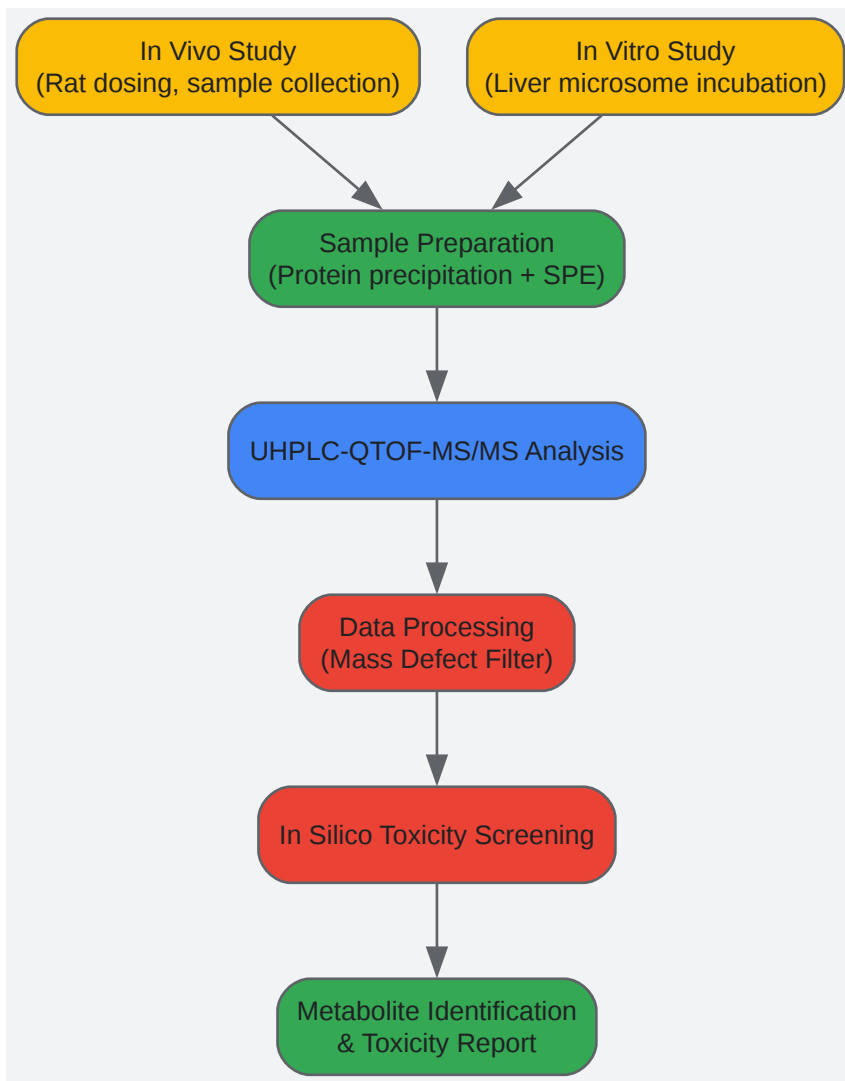 In Vivo Study
(Rat dosing, sample collection)
In Vitro Study
(Liver microsome incubation)
Sample Preparation
(Protein precipitation + SPE)
UHPLC-QTOF-MS/MS Analysis
Data Processing
(Mass Defect Filter)
In Silico Toxicity Screening
Metabolite Identification
& Toxicity Report